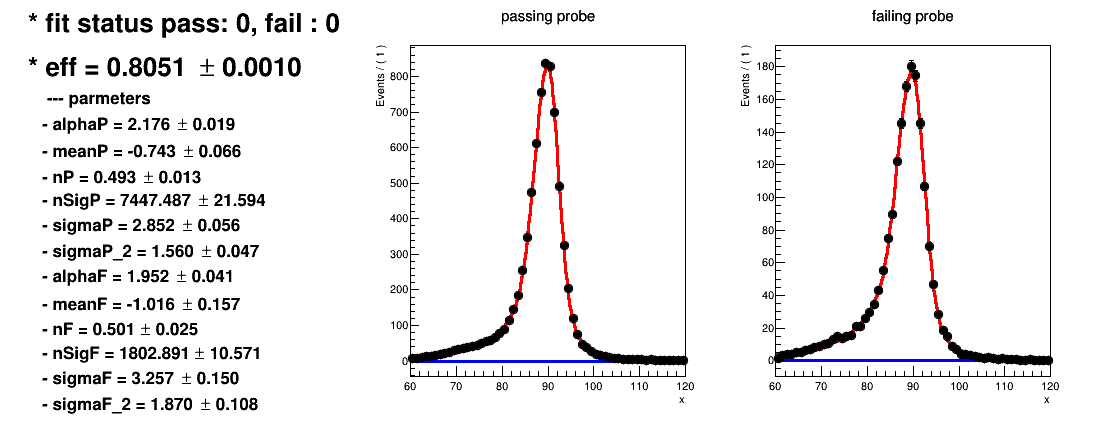 * fit status pass: 0, fail : 0
* eff = 0.8051 ± 0.0010
--- parmeters
- alphaP = 2.176 ± 0.019
- meanP = -0.743 ± 0.066
- nP = 0.493 ± 0.013
- nSigP = 7447.487 ± 21.594
- sigmaP = 2.852 ± 0.056
- sigmaP_2 = 1.560 ± 0.047
- alphaF = 1.952 ± 0.041
- meanF = -1.016 ± 0.157
- nF = 0.501 ± 0.025
- nSigF = 1802.891 ± 10.571
- sigmaF = 3.257 ± 0.150
- sigmaF_2 = 1.870 ± 0.108
passing probe
Events / ( 1 )
800
700
600
500
400
300
200
100
0
60 70 80 90 100 110 120
x
failing probe
Events / ( 1 )
180
160
140
120
100
80
60
40
20
0
60 70 80 90 100 110 120
x